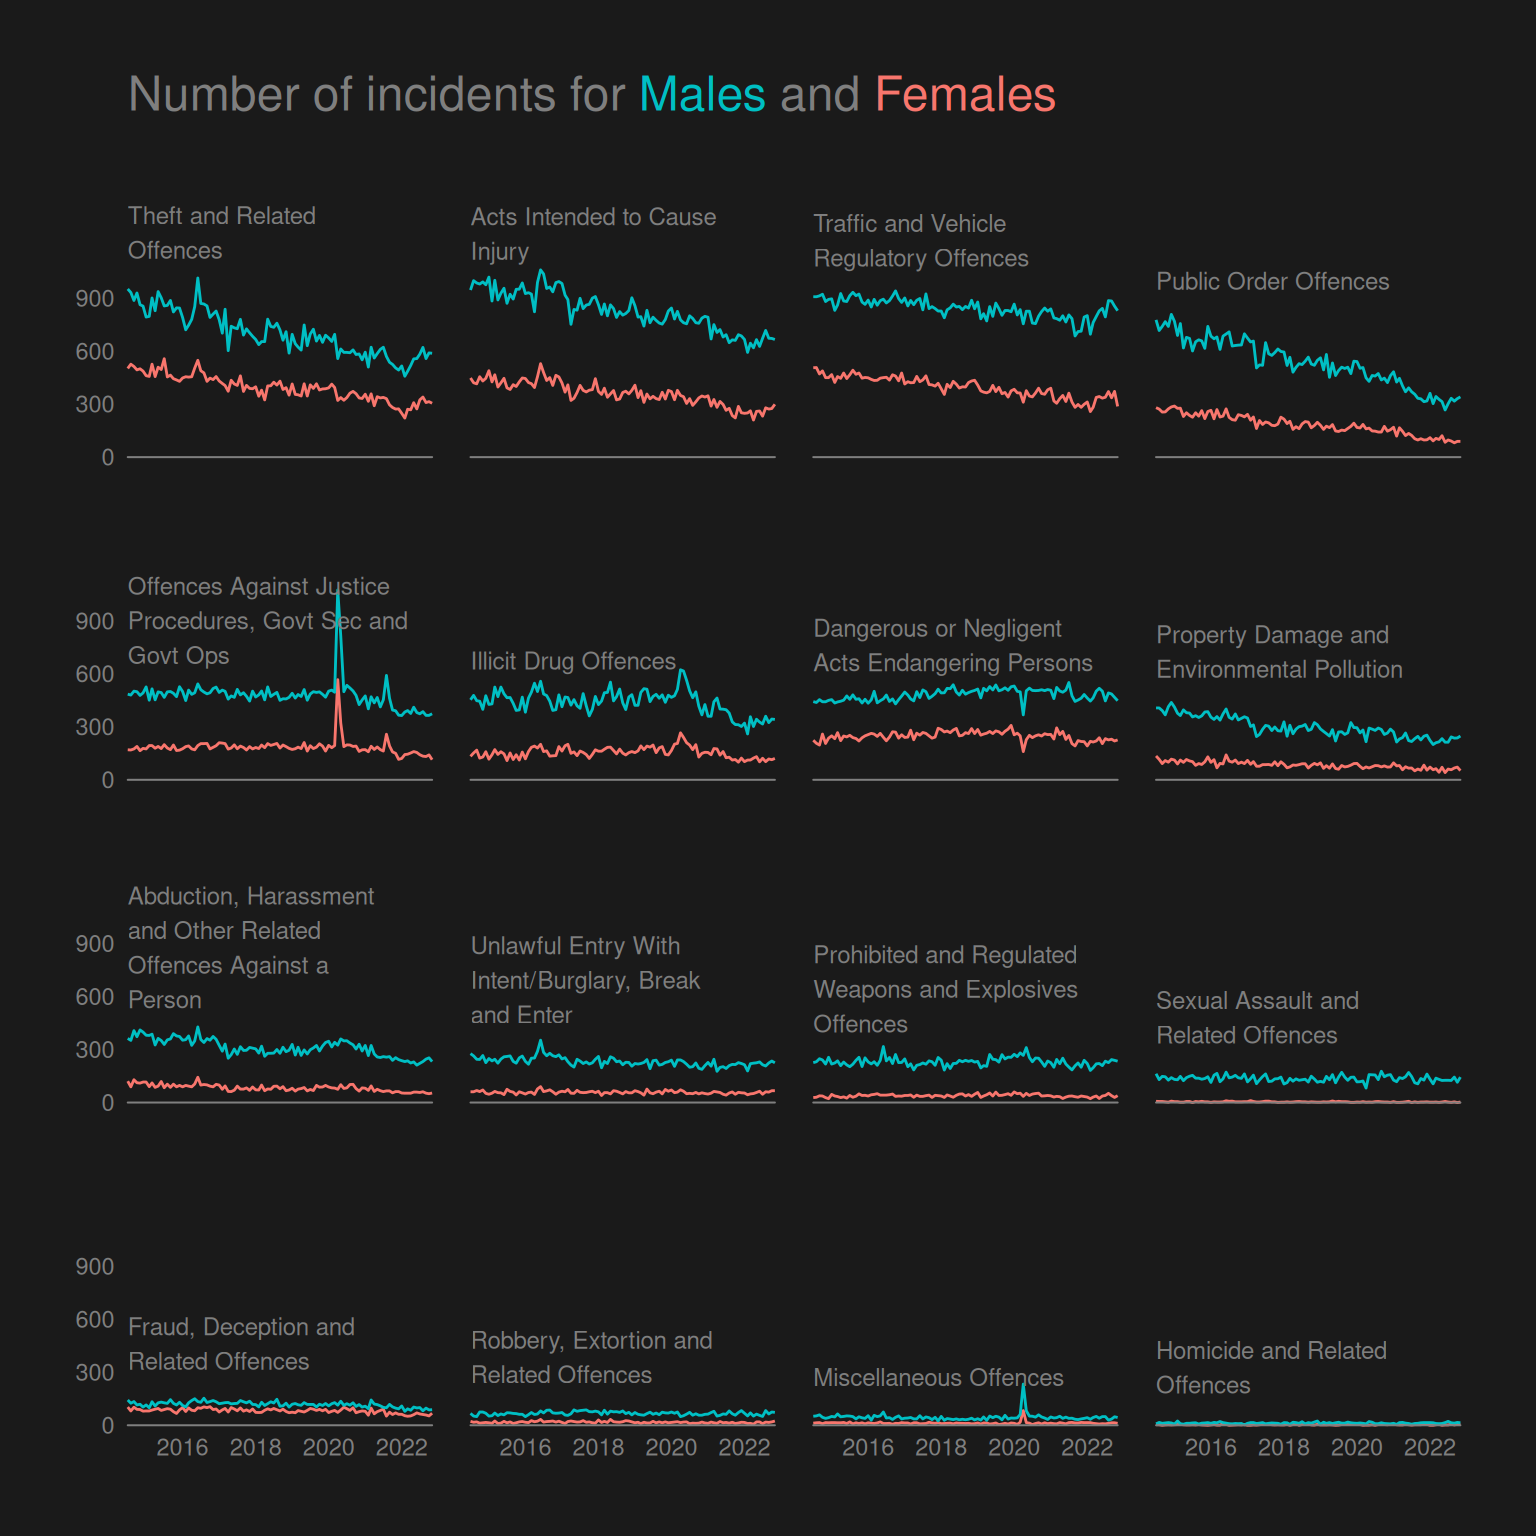 Number of incidents for Males and Females
Theft and Related
Offences
Acts Intended to Cause
Injury
Traffic and Vehicle
Regulatory Offences
Public Order Offences
900
600
300
0
Offences Against Justice
Procedures, Govt Sec and
Govt Ops
Illicit Drug Offences
Dangerous or Negligent
Acts Endangering Persons
Property Damage and
Environmental Pollution
900
600
300
0
Abduction, Harassment
and Other Related
Offences Against a
Person
Unlawful Entry With
Intent/Burglary, Break
and Enter
Prohibited and Regulated
Weapons and Explosives
Offences
Sexual Assault and
Related Offences
900
600
300
0
Fraud, Deception and
Related Offences
Robbery, Extortion and
Related Offences
Miscellaneous Offences
Homicide and Related
Offences
900
600
300
0
2016 2018 2020 2022
2016 2018 2020 2022
2016 2018 2020 2022
2016 2018 2020 2022